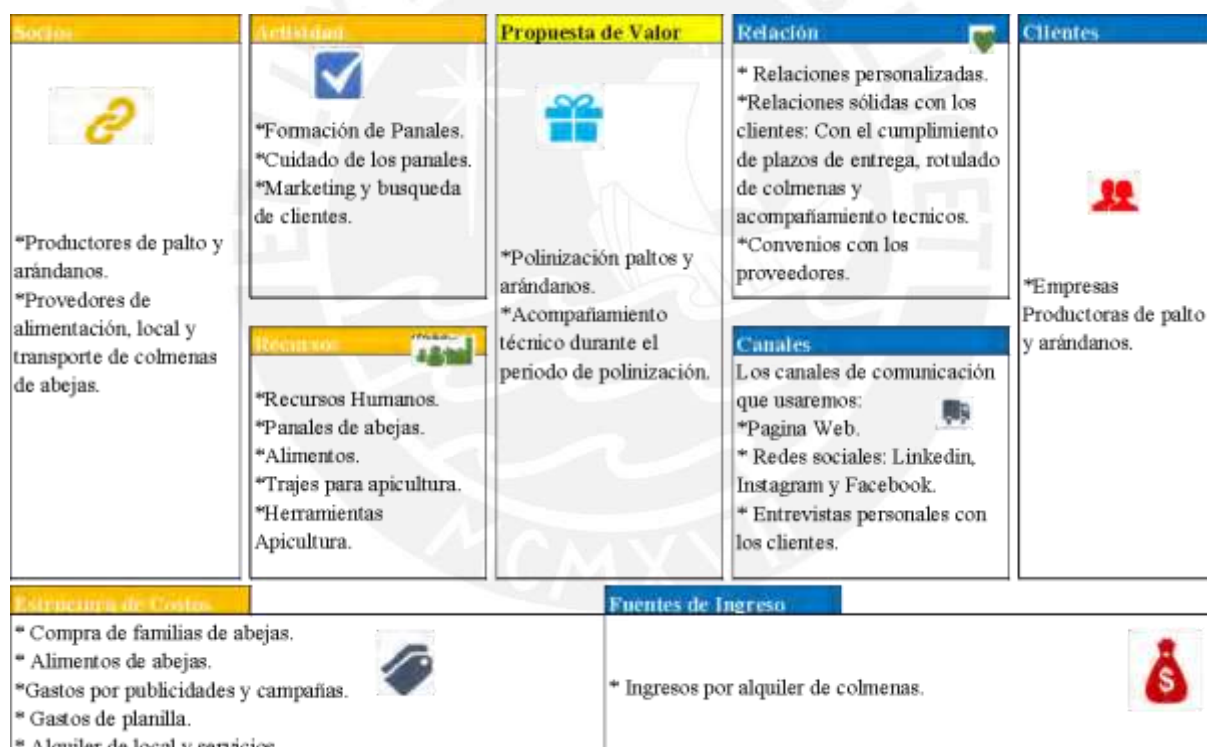 Socios
*Productores de palto y
arándanos.
*Provedores de
alimentación, local y
transporte de colmenas
de abejas.
Actividad
*Formación de Panales.
*Cuidado de los panales.
*Marketing y busqueda
de clientes.
Recursos
*Recursos Humanos.
*Panales de abejas.
*Alimentos.
*Trajes para apicultura.
*Herramientas
Apicultura.
Propuesta de Valor
*Polinización paltos y
arándanos.
*Acompañamiento
técnico durante el
periodo de polinización.
Relación
* Relaciones personalizadas.
*Relaciones sólidas con los
clientes: Con el cumplimiento
de plazos de entrega, rotulado
de colmenas y
acompañamiento tecnicos.
*Convenios con los
proveedores.
Canales
Los canales de comunicación
que usaremos:
*Pagina Web.
* Redes sociales: Linkedin,
Instagram y Facebook.
* Entrevistas personales con
los clientes.
Clientes
*Empresas
Productoras de palto
y arándanos.
Estructura de Costos
* Compra de familias de abejas.
* Alimentos de abejas.
*Gastos por publicidades y campañas.
* Gastos de planilla.
* Alquiler de local y servicios
Fuentes de Ingreso
* Ingresos por alquiler de colmenas.
$